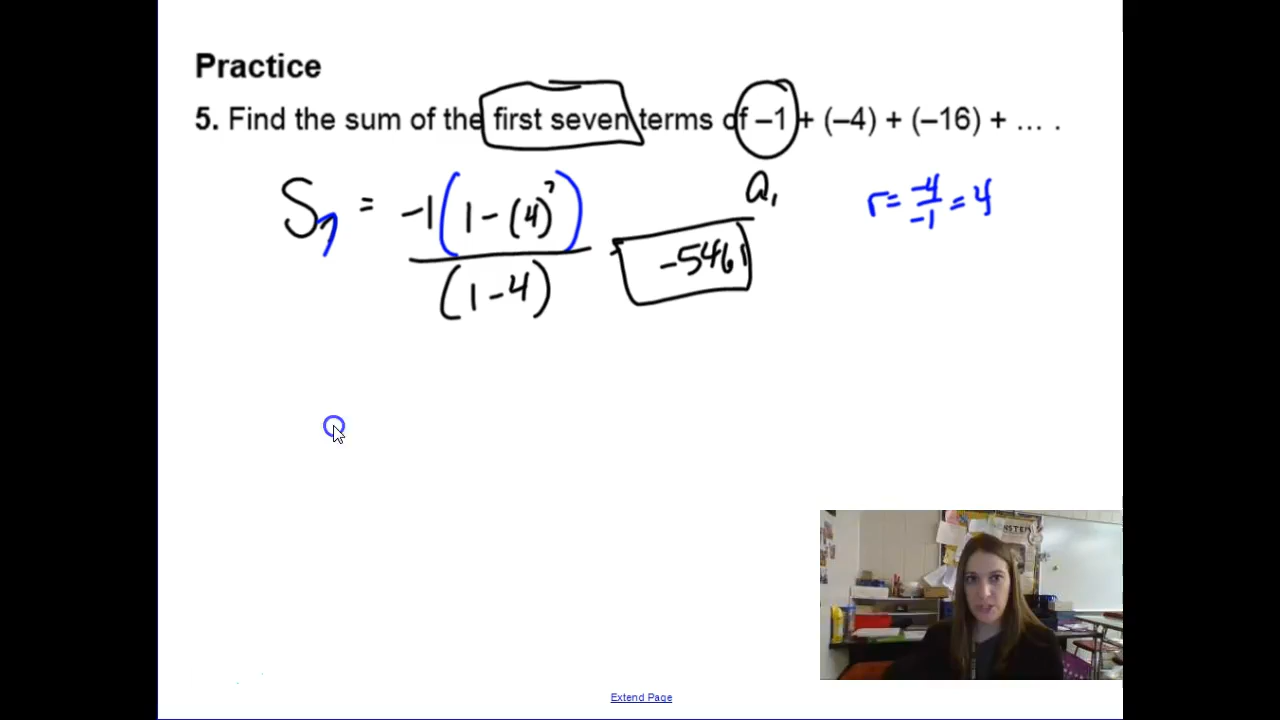 Practice
5. Find the sum of the first seven terms of –1 + (–4) + (–16) + ... .
a₁
r = -4/-1 = 4
S₇ = -1(1-(4)⁷)/(1-4) = -5461
Extend Page